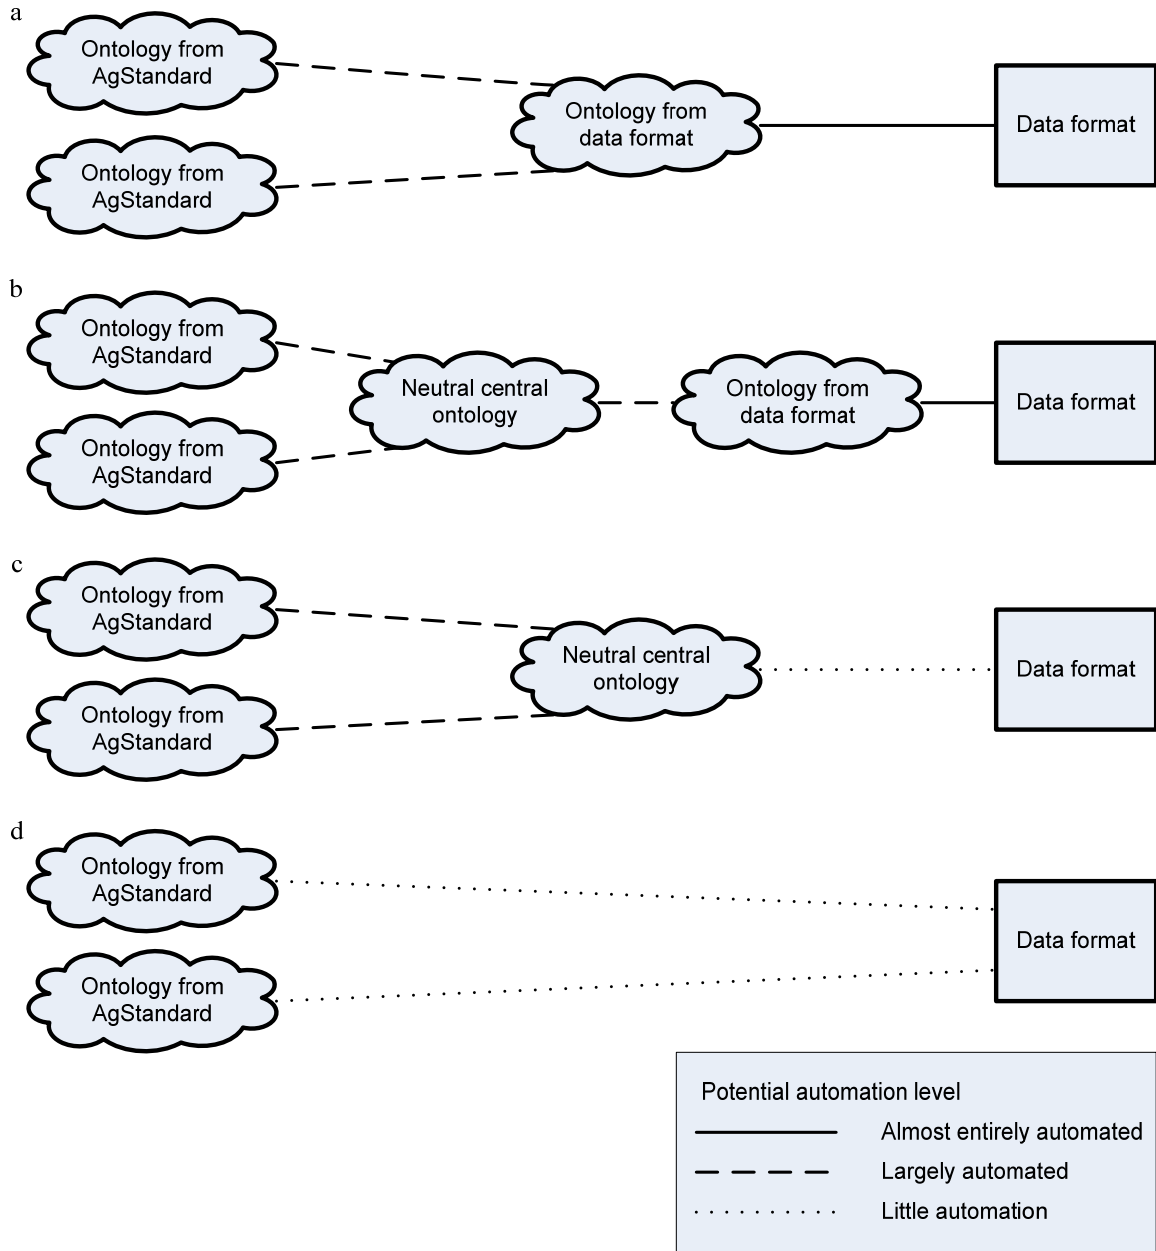 a
Ontology from
AgStandard
Ontology from
data format
Data format
Ontology from
AgStandard
b
Ontology from
AgStandard
Neutral central
ontology
Ontology from
data format
Data format
Ontology from
AgStandard
c
Ontology from
AgStandard
Neutral central
ontology
Data format
Ontology from
AgStandard
d
Ontology from
AgStandard
Data format
Ontology from
AgStandard
Potential automation level
Almost entirely automated
Largely automated
Little automation